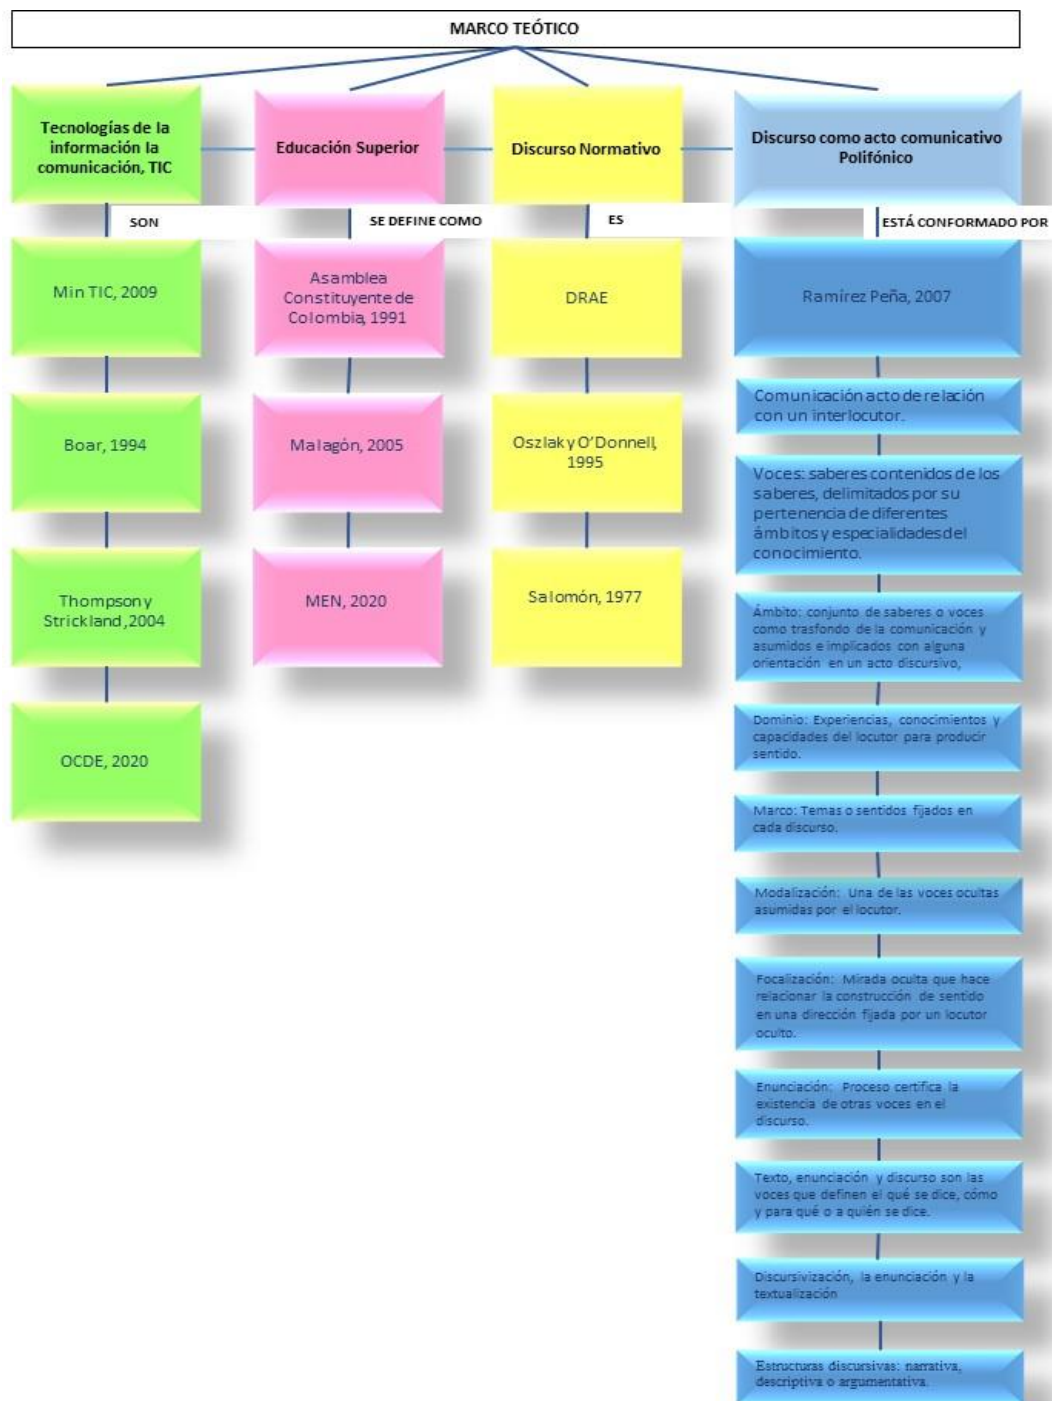 MARCO TEÓTICO
Tecnologías de la
información la
comunicación, TIC
Educación Superior
Discurso Normativo
Discurso como acto comunicativo
Polifónico
SON
SE DEFINE COMO
ES
ESTÁ CONFORMADO POR
Min TIC, 2009
Asamblea
Constituyente de
Colombia, 1991
DRAE
Ramírez Peña, 2007
Boar, 1994
Malagón, 2005
Oszlak y O'Donnell,
1995
Thompson y
Strickland ,2004
MEN, 2020
Salomón, 1977
OCDE, 2020
Comunicación acto de relación
con un interlocutor.
Voces: saberes contenidos de los
saberes, delimitados por su
pertenencia de diferentes
ámbitos y especialidades del
conocimiento.
Ámbito: conjunto de saberes o voces
como trasfondo de la comunicación y
asumidos e implicados con alguna
orientación en un acto discursivo,
Dominio: Experiencias, conocimientos y
capacidades del locutor para producir
sentido.
Marco: Temas o sentidos fijados en
cada discurso.
Modalización: Una de las voces ocultas
asumidas por el locutor.
Focalización: Mirada oculta que hace
relacionar la construcción de sentido
en una dirección fijada por un locutor
oculto.
Enunciación: Proceso certifica la
existencia de otras voces en el
discurso.
Texto, enunciación y discurso son las
voces que definen el qué se dice, cómo
y para qué o a quién se dice.
Discursivización, la enunciación y la
textualización
Estructuras discursivas: narrativa,
descriptiva o argumentativa.